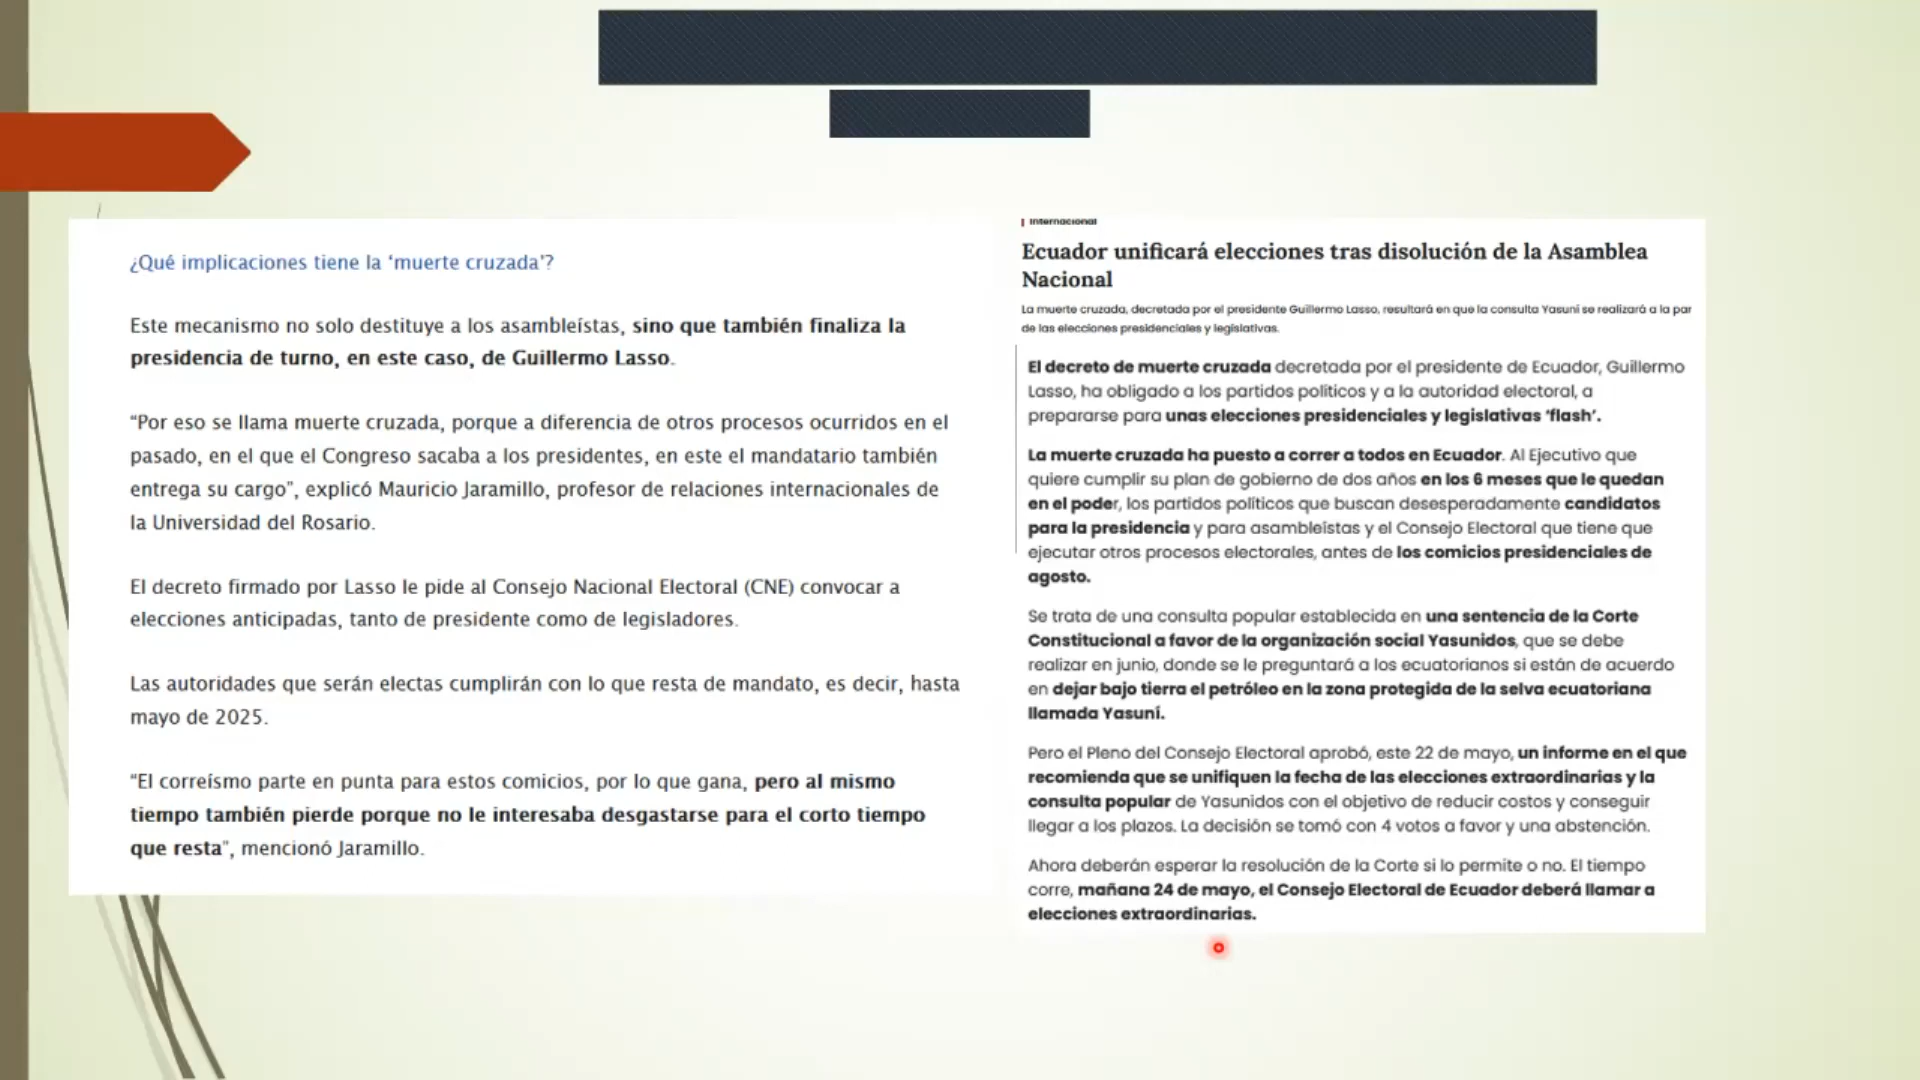 ¿Qué implicaciones tiene la ‘muerte cruzada’?
Este mecanismo no solo destituye a los asambleístas, sino que también finaliza la
presidencia de turno, en este caso, de Guillermo Lasso.
“Por eso se llama muerte cruzada, porque a diferencia de otros procesos ocurridos en el
pasado, en el que el Congreso sacaba a los presidentes, en este el mandatario también
entrega su cargo”, explicó Mauricio Jaramillo, profesor de relaciones internacionales de
la Universidad del Rosario.
El decreto firmado por Lasso le pide al Consejo Nacional Electoral (CNE) convocar a
elecciones anticipadas, tanto de presidente como de legisladores.
Las autoridades que serán electas cumplirán con lo que resta de mandato, es decir, hasta
mayo de 2025.
“El correísmo parte en punta para estos comicios, por lo que gana, pero al mismo
tiempo también pierde porque no le interesaba desgastarse para el corto tiempo
que resta”, mencionó Jaramillo.
Internacional
Ecuador unificará elecciones tras disolución de la Asamblea
Nacional
La muerte cruzada, decretada por el presidente Guillermo Lasso, resultará en que la consulta Yasuní se realizará a la par
de las elecciones presidenciales y legislativas.
El decreto de muerte cruzada decretada por el presidente de Ecuador, Guillermo
Lasso, ha obligado a los partidos políticos y a la autoridad electoral, a
prepararse para unas elecciones presidenciales y legislativas ‘flash’.
La muerte cruzada ha puesto a correr a todos en Ecuador. Al Ejecutivo que
quiere cumplir su plan de gobierno de dos años en los 6 meses que le quedan
en el poder, los partidos políticos que buscan desesperadamente candidatos
para la presidencia y para asambleístas y el Consejo Electoral que tiene que
ejecutar otros procesos electorales, antes de los comicios presidenciales de
agosto.
Se trata de una consulta popular establecida en una sentencia de la Corte
Constitucional a favor de la organización social Yasunidos, que se debe
realizar en junio, donde se le preguntará a los ecuatorianos si están de acuerdo
en dejar bajo tierra el petróleo en la zona protegida de la selva ecuatoriana
llamada Yasuní.
Pero el Pleno del Consejo Electoral aprobó, este 22 de mayo, un informe en el que
recomienda que se unifiquen la fecha de las elecciones extraordinarias y la
consulta popular de Yasunidos con el objetivo de reducir costos y conseguir
llegar a los plazos. La decisión se tomó con 4 votos a favor y una abstención.
Ahora deberán esperar la resolución de la Corte si lo permite o no. El tiempo
corre, mañana 24 de mayo, el Consejo Electoral de Ecuador deberá llamar a
elecciones extraordinarias.